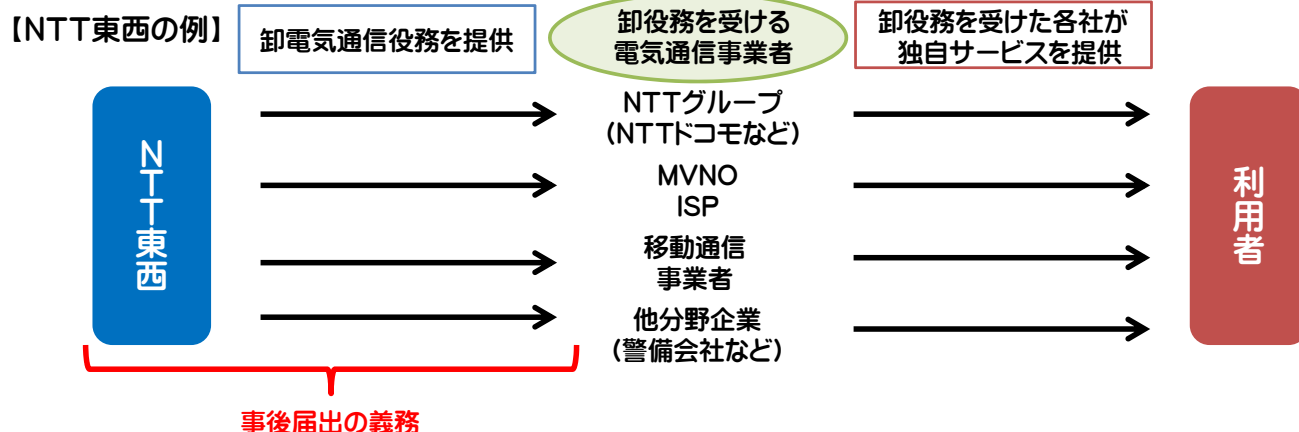 【NTT東西の例】
卸電気通信役務を提供
卸役務を受ける
電気通信事業者
卸役務を受けた各社が
独自サービスを提供
NTT東西
NTTグループ
(NTTドコモなど)
MVNO
ISP
移動通信
事業者
他分野企業
(警備会社など)
利用者
事後届出の義務